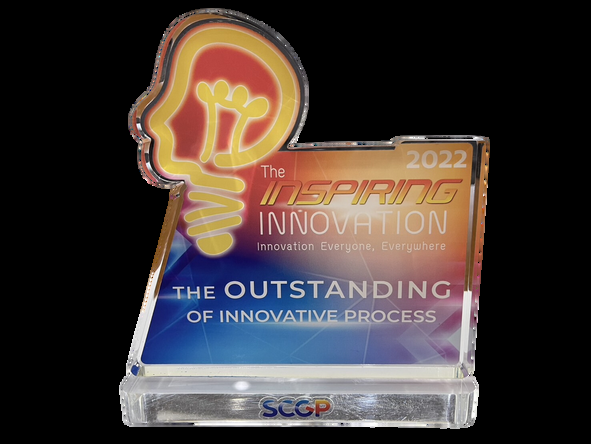 2022
The
INSPIRING
INNOVATION
Innovation Everyone, Everywhere
THE OUTSTANDING
OF INNOVATIVE PROCESS
SCGP